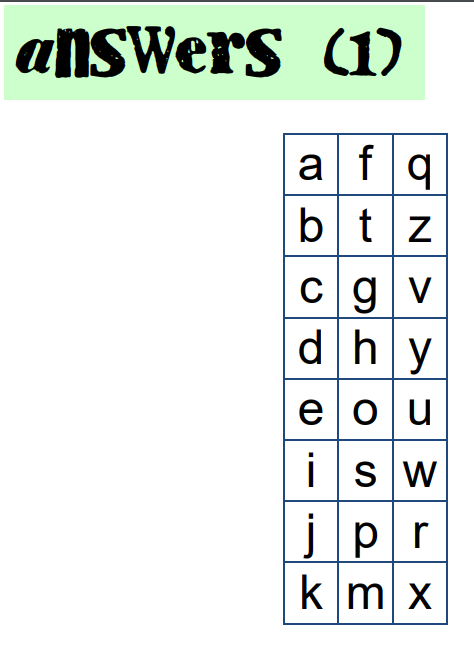 answers (1)
a f q
b t z
c g v
d h y
e o u
i s w
j p r
k m x